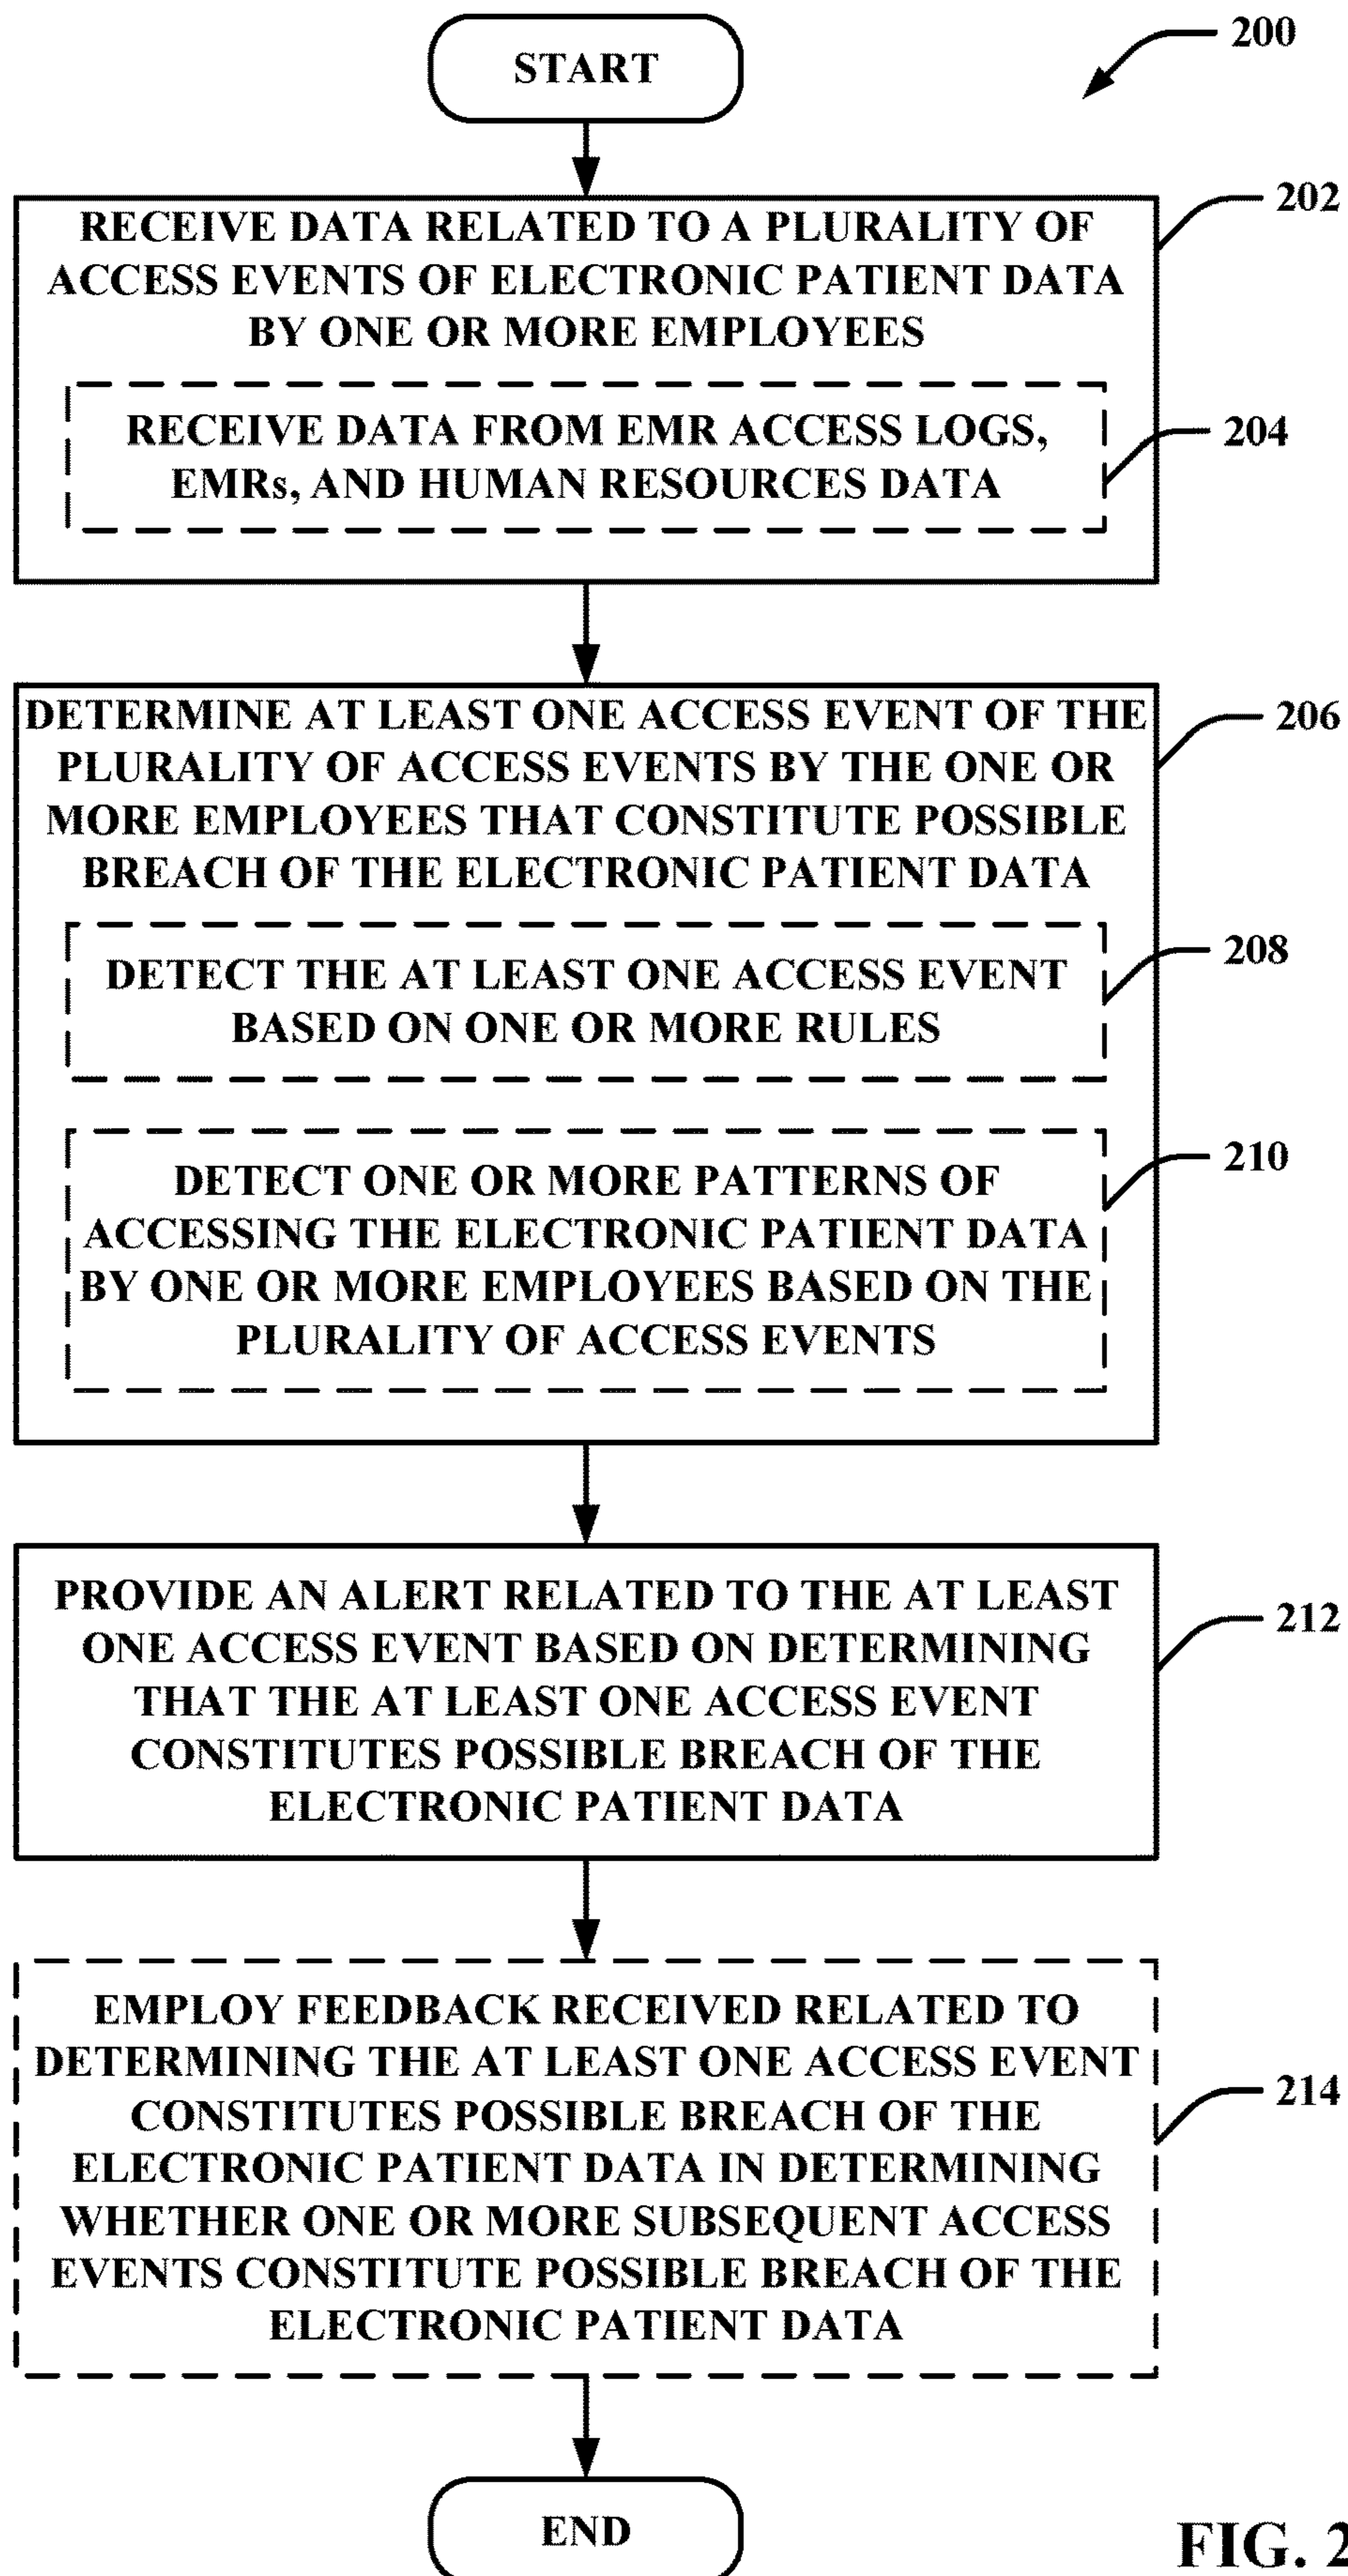 200
START
202
RECEIVE DATA RELATED TO A PLURALITY OF
ACCESS EVENTS OF ELECTRONIC PATIENT DATA
BY ONE OR MORE EMPLOYEES
204
RECEIVE DATA FROM EMR ACCESS LOGS,
EMRs, AND HUMAN RESOURCES DATA
206
DETERMINE AT LEAST ONE ACCESS EVENT OF THE
PLURALITY OF ACCESS EVENTS BY THE ONE OR
MORE EMPLOYEES THAT CONSTITUTE POSSIBLE
BREACH OF THE ELECTRONIC PATIENT DATA
208
DETECT THE AT LEAST ONE ACCESS EVENT
BASED ON ONE OR MORE RULES
210
DETECT ONE OR MORE PATTERNS OF
ACCESSING THE ELECTRONIC PATIENT DATA
BY ONE OR MORE EMPLOYEES BASED ON THE
PLURALITY OF ACCESS EVENTS
212
PROVIDE AN ALERT RELATED TO THE AT LEAST
ONE ACCESS EVENT BASED ON DETERMINING
THAT THE AT LEAST ONE ACCESS EVENT
CONSTITUTES POSSIBLE BREACH OF THE
ELECTRONIC PATIENT DATA
214
EMPLOY FEEDBACK RECEIVED RELATED TO
DETERMINING THE AT LEAST ONE ACCESS EVENT
CONSTITUTES POSSIBLE BREACH OF THE
ELECTRONIC PATIENT DATA IN DETERMINING
WHETHER ONE OR MORE SUBSEQUENT ACCESS
EVENTS CONSTITUTE POSSIBLE BREACH OF THE
ELECTRONIC PATIENT DATA
END
FIG. 2